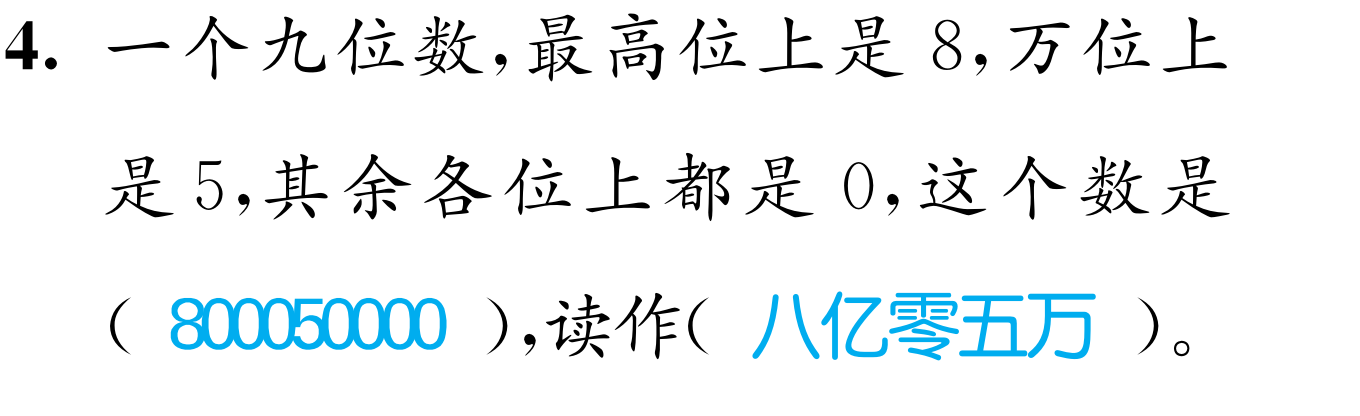 4. 一个九位数,最高位上是 8,万位上
是 5,其余各位上都是 0,这个数是
( 800050000 ),读作( 八亿零五万 )。